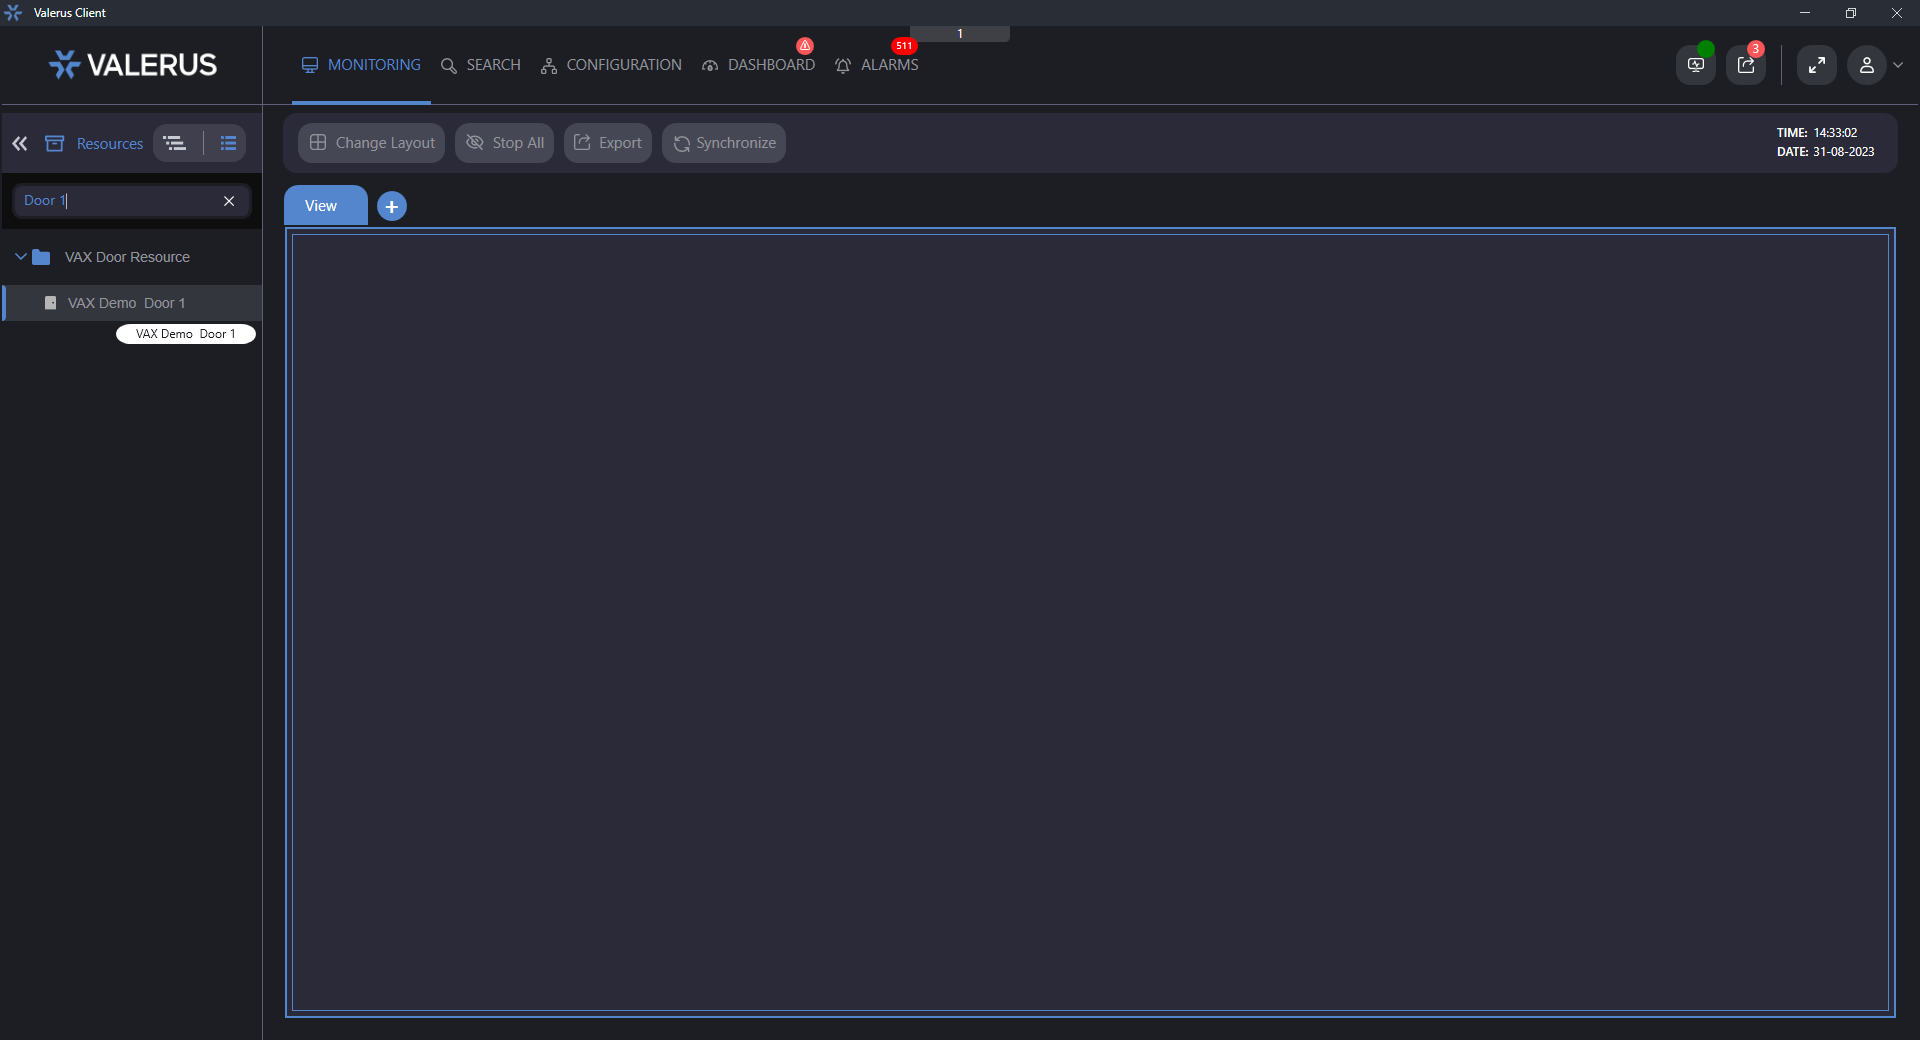 Valerus Client
1
VALERUS
MONITORING
SEARCH
CONFIGURATION
DASHBOARD
511
ALARMS
3
Resources
Change Layout
Stop All
Export
Synchronize
TIME: 14:33:02
DATE: 31-08-2023
Door 1
View
VAX Door Resource
VAX Demo  Door 1
VAX Demo  Door 1